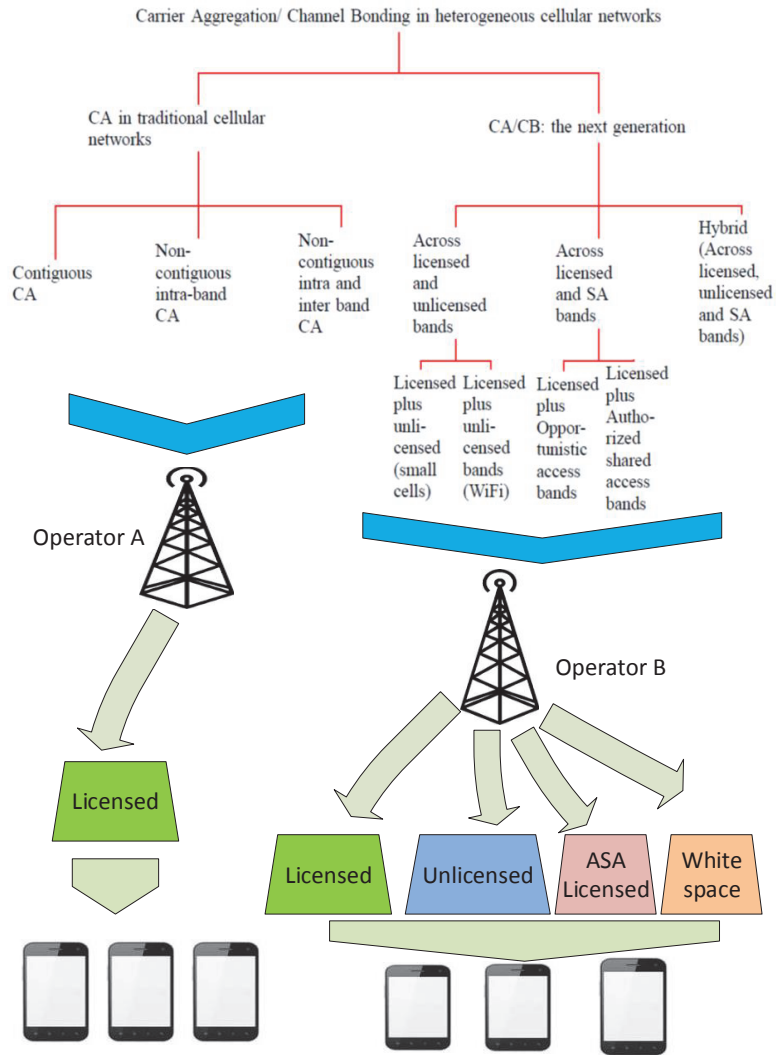 Carrier Aggregation/ Channel Bonding in heterogeneous cellular networks
CA in traditional cellular
networks
CA/CB: the next generation
Contiguous
CA
Non-
contiguous
intra-band
CA
Non-
contiguous
intra and
inter band
CA
Across
licensed
and
unlicensed
bands
Across
licensed
and SA
bands
Hybrid
(Across
licensed,
unlicensed
and SA
bands)
Licensed
plus
unli-
censed
(small
cells)
Licensed
plus unli-
censed
bands
(WiFi)
Licensed
plus
Oppor-
tunistic
access
bands
Licensed
plus
Autho-
rized
shared
access
bands
Operator A
Operator B
Licensed
Licensed
Unlicensed
ASA
Licensed
White
space